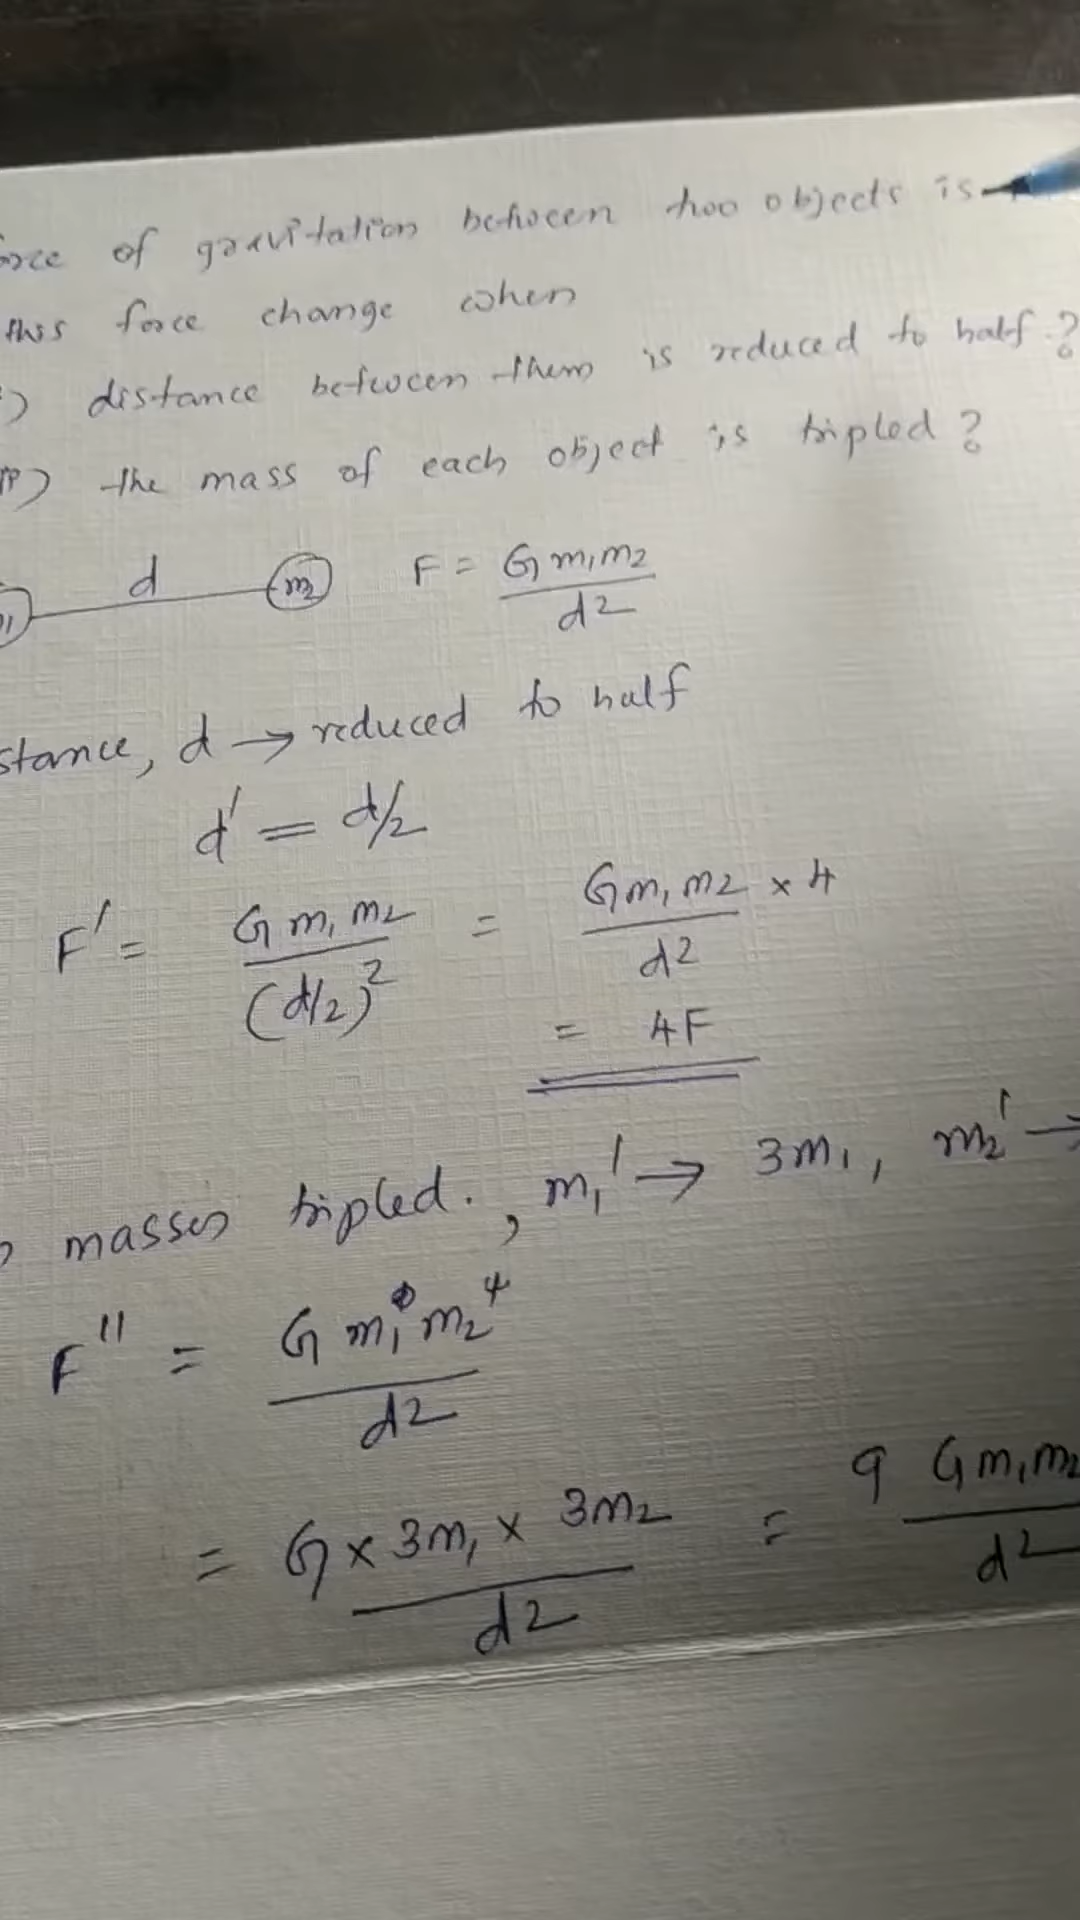 of gravitation between two objects is
this force change when
distance between them is reduced to half ?
the mass of each object is tripled ?
d m2 F = G m1 m2 / d2
d → reduced to half
d' = d/2
F' = G m1 m2 / (d/2)2 = G m1 m2 × 4 / d2
= 4F
masses tripled. , m1' → 3m1, m2' →
F'' = G m1 m2 / d2
= G × 3m1 × 3m2 / d2 = 9 G m1 m2 / d2